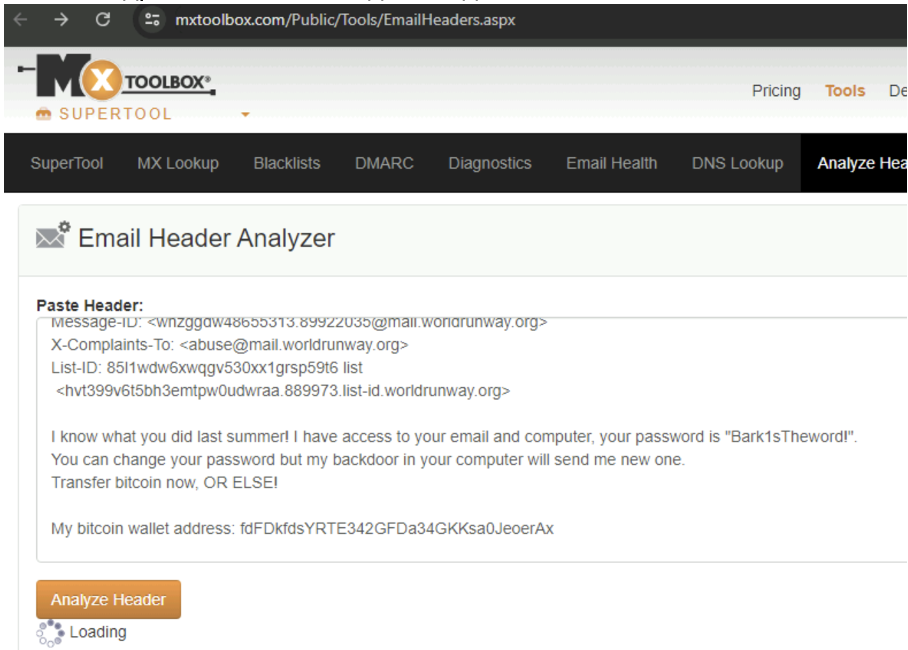 mxtoolbox.com/Public/Tools/EmailHeaders.aspx
MX TOOLBOX®
SUPERTOOL
Pricing Tools De
SuperTool MX Lookup Blacklists DMARC Diagnostics Email Health DNS Lookup Analyze Hea
Email Header Analyzer
Paste Header:
Message-ID: <whzggdw48655313.89922035@mail.worldrunway.org>
X-Complaints-To: <abuse@mail.worldrunway.org>
List-ID: 85l1wdw6xwqgv530xx1grsp59t6 list
<hvt399v6t5bh3emtpw0udwraa.889973.list-id.worldrunway.org>
I know what you did last summer! I have access to your email and computer, your password is "Bark1sTheword!".
You can change your password but my backdoor in your computer will send me new one.
Transfer bitcoin now, OR ELSE!
My bitcoin wallet address: fdFDkfdsYRTE342GFDa34GKKsa0JeoerAx
Analyze Header
Loading